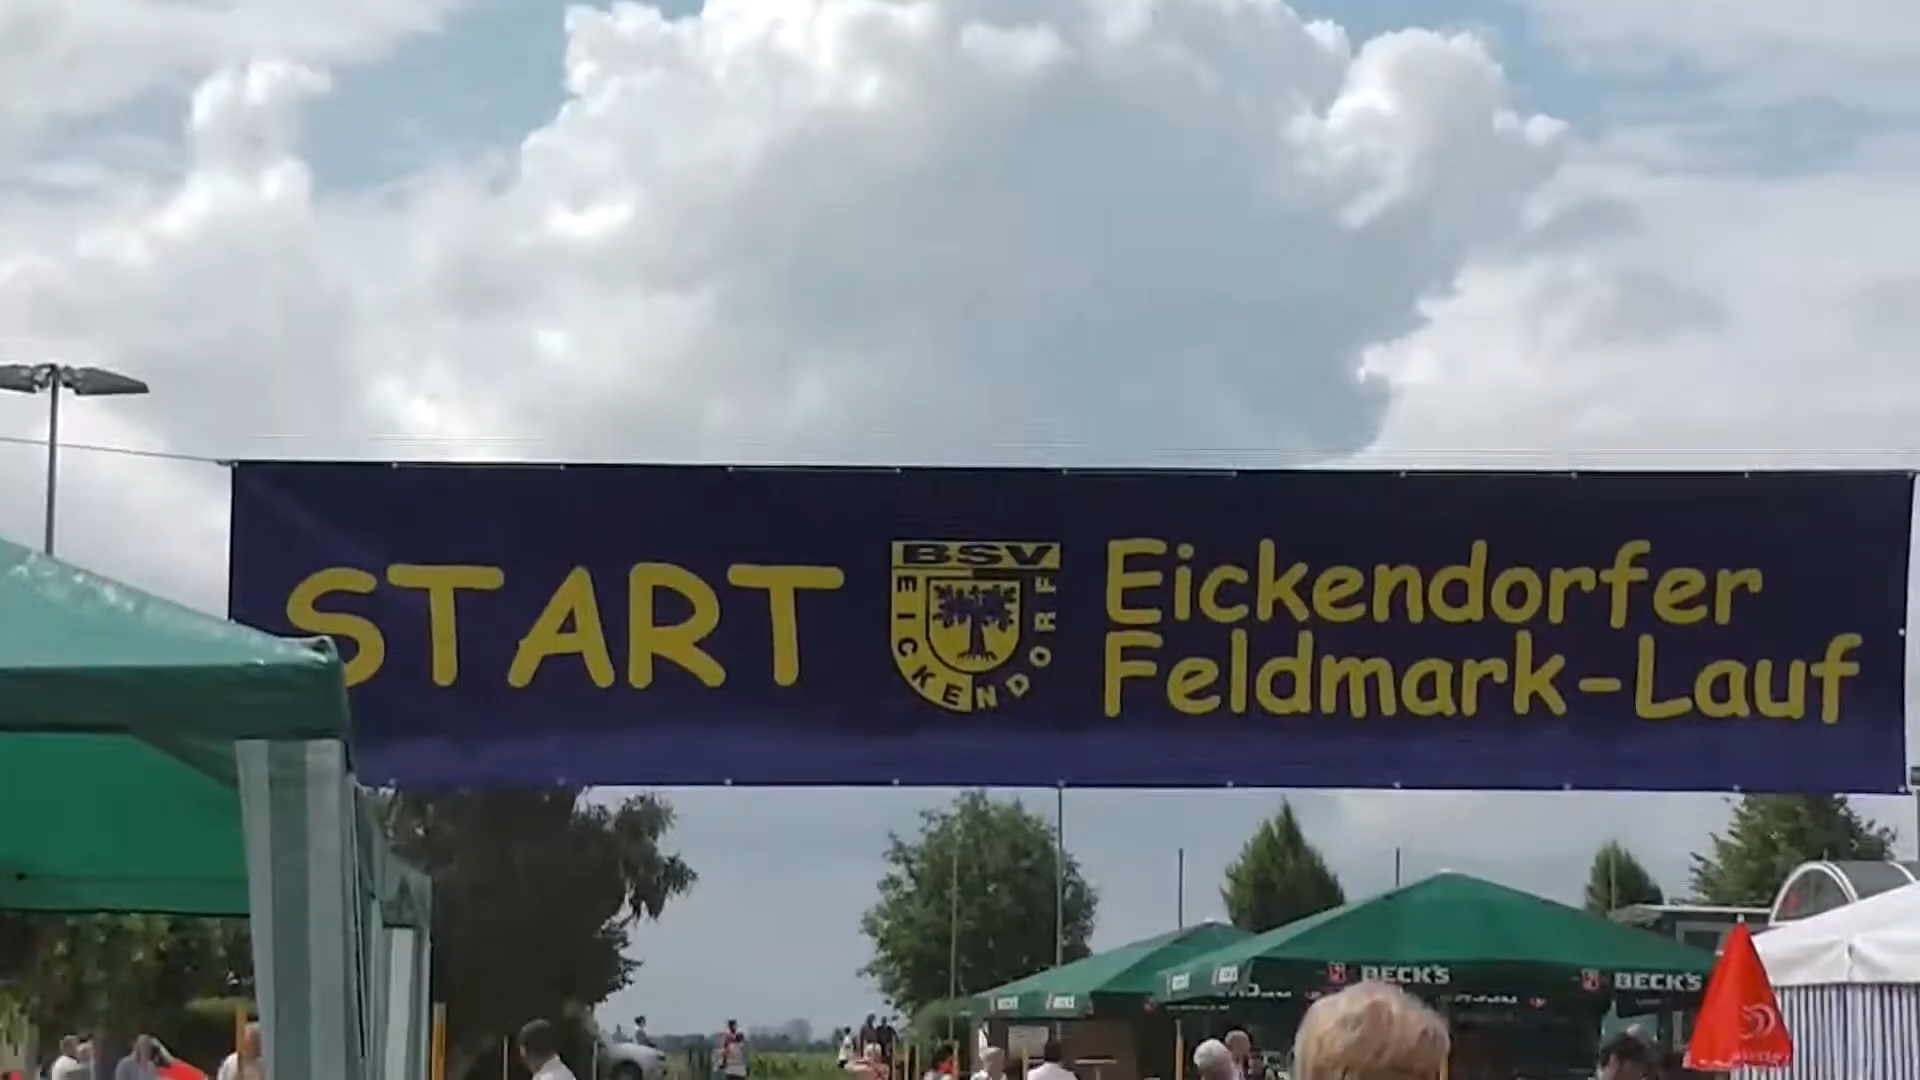 START
BSV
EICKENDORF
Eickendorfer
Feldmark-Lauf
BECK'S
BECK'S